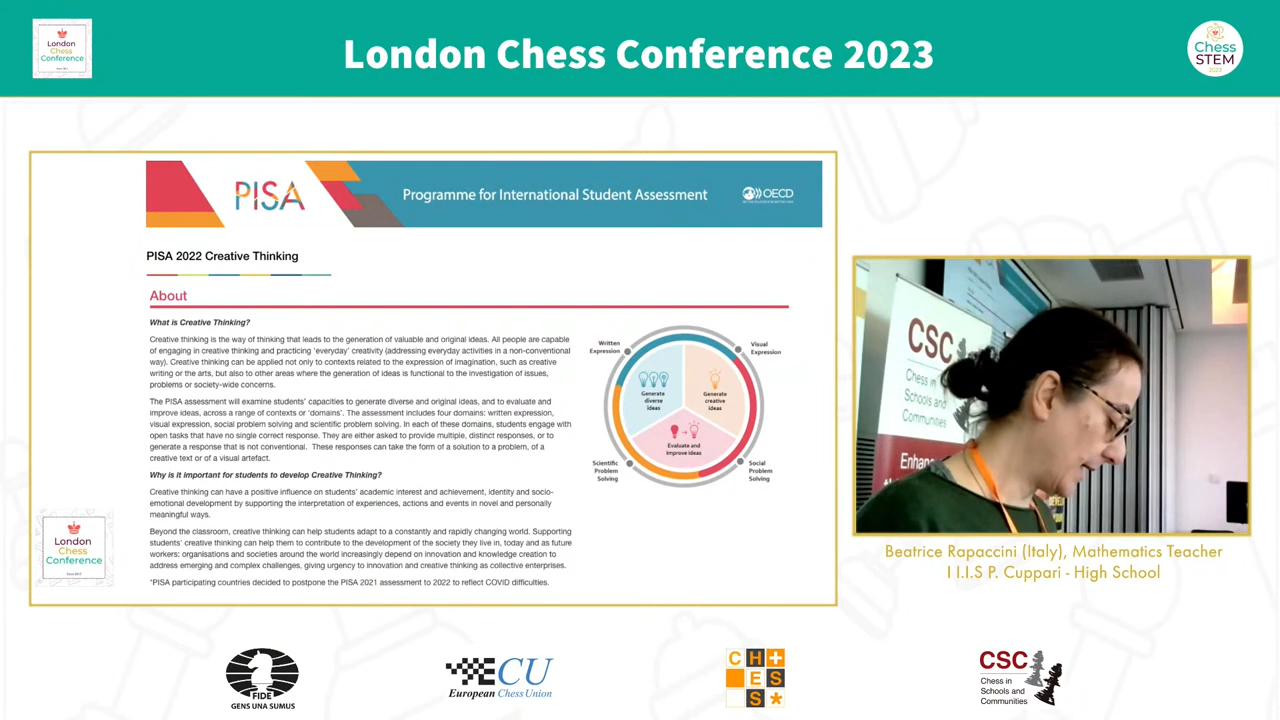 London
Chess
Conference
London Chess Conference 2023
Chess
STEM
2023
PISA
Programme for International Student Assessment
OECD
PISA 2022 Creative Thinking
About
What is Creative Thinking?
Creative thinking is the way of thinking that leads to the generation of valuable and original ideas. All people are capable
of engaging in creative thinking and practicing 'everyday' creativity (addressing everyday activities in a non-conventional
way). Creative thinking can be applied not only to contexts related to the expression of imagination, such as creative
writing or the arts, but also to other areas where the generation of ideas is functional to the investigation of issues,
problems or society-wide concerns.
The PISA assessment will examine students' capacities to generate diverse and original ideas, and to evaluate and
improve ideas, across a range of contexts or 'domains'. The assessment includes four domains: written expression,
visual expression, social problem solving and scientific problem solving. In each of these domains, students engage with
open tasks that have no single correct response. They are either asked to provide multiple, distinct responses, or to
generate a response that is not conventional. These responses can take the form of a solution to a problem, of a
creative text or of a visual artefact.
Why is it important for students to develop Creative Thinking?
Creative thinking can have a positive influence on students' academic interest and achievement, identity and socio-
emotional development by supporting the interpretation of experiences, actions and events in novel and personally
meaningful ways.
Beyond the classroom, creative thinking can help students adapt to a constantly and rapidly changing world. Supporting
students' creative thinking can help them to contribute to the development of the society they live in, today and as future
workers: organisations and societies around the world increasingly depend on innovation and knowledge creation to
address emerging and complex challenges, giving urgency to innovation and creative thinking as collective enterprises.
*PISA participating countries decided to postpone the PISA 2021 assessment to 2022 to reflect COVID difficulties.
Written
Expression
Visual
Expression
Generate
diverse
ideas
Generate
creative
ideas
Evaluate and
improve ideas
Scientific
Problem
Solving
Social
Problem
Solving
London
Chess
Conference
CSC
Chess in
Schools and
Communities
Enhanc
Beatrice Rapaccini (Italy), Mathematics Teacher
I I.I.S P. Cuppari - High School
FIDE
GENS UNA SUMUS
ECU
European Chess Union
CH+
ES
S*
CSC
Chess in
Schools and
Communities